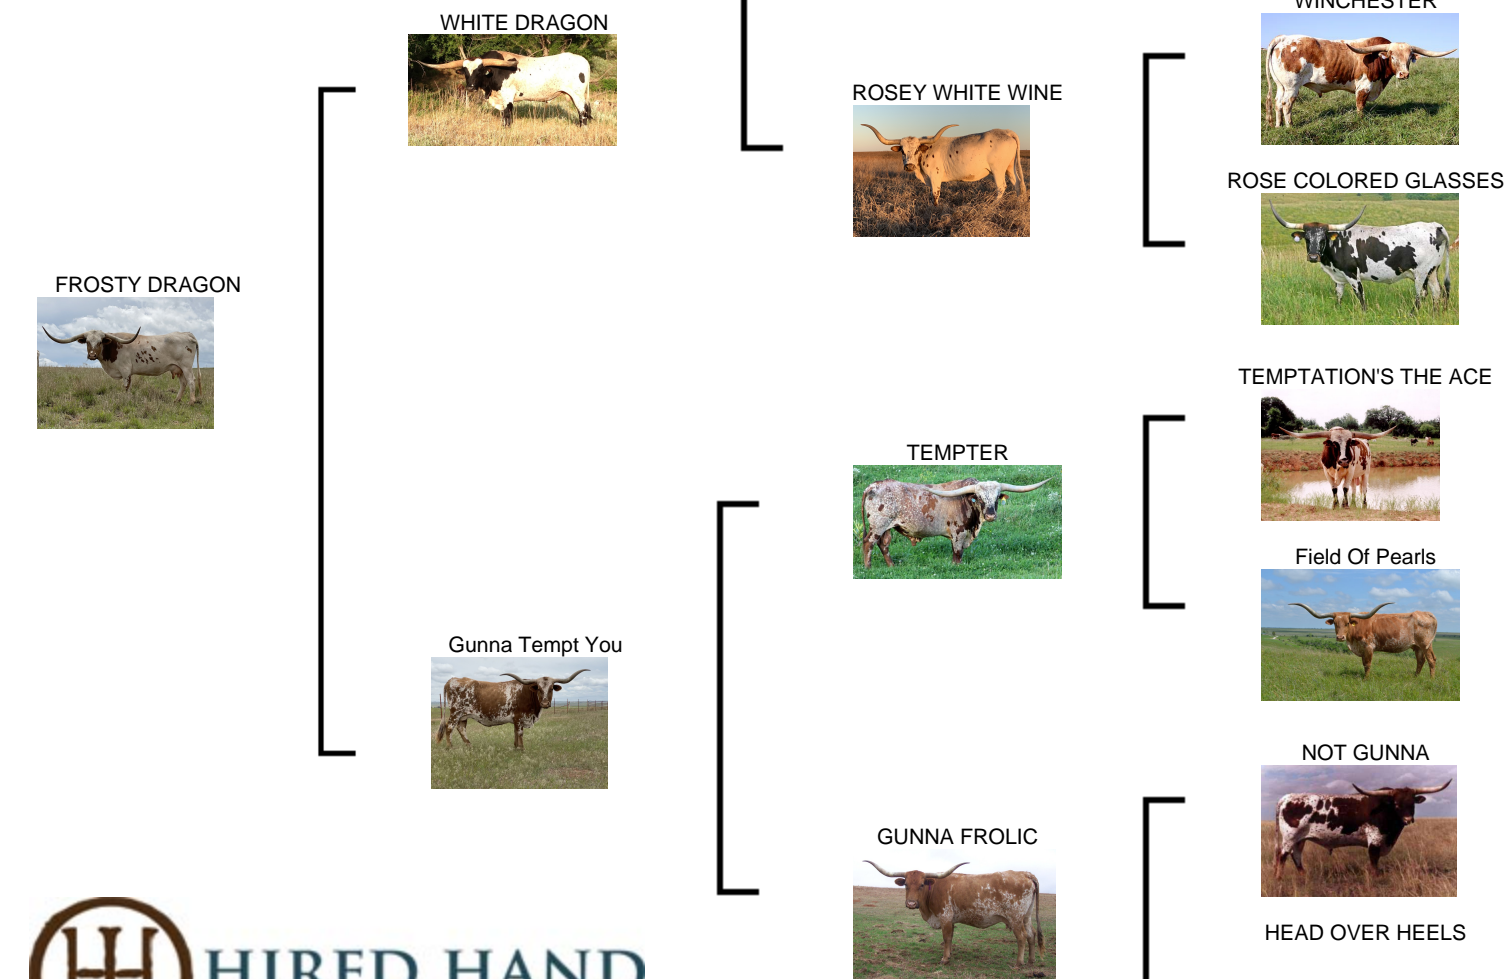 WINCHESTER
WHITE DRAGON
ROSEY WHITE WINE
ROSE COLORED GLASSES
FROSTY DRAGON
TEMPTATION'S THE ACE
TEMPTER
Field Of Pearls
Gunna Tempt You
NOT GUNNA
GUNNA FROLIC
HEAD OVER HEELS
HIRED HAND